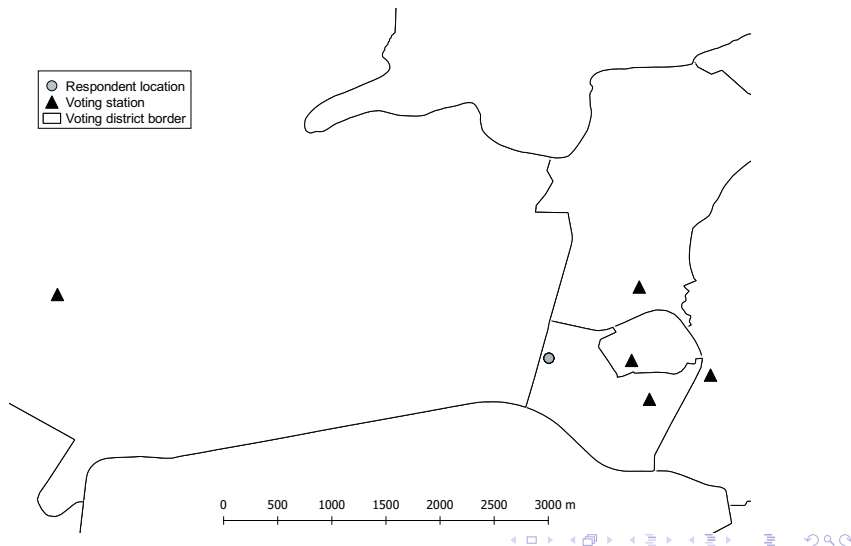 Respondent location
Voting station
Voting district border
0 500 1000 1500 2000 2500 3000 m